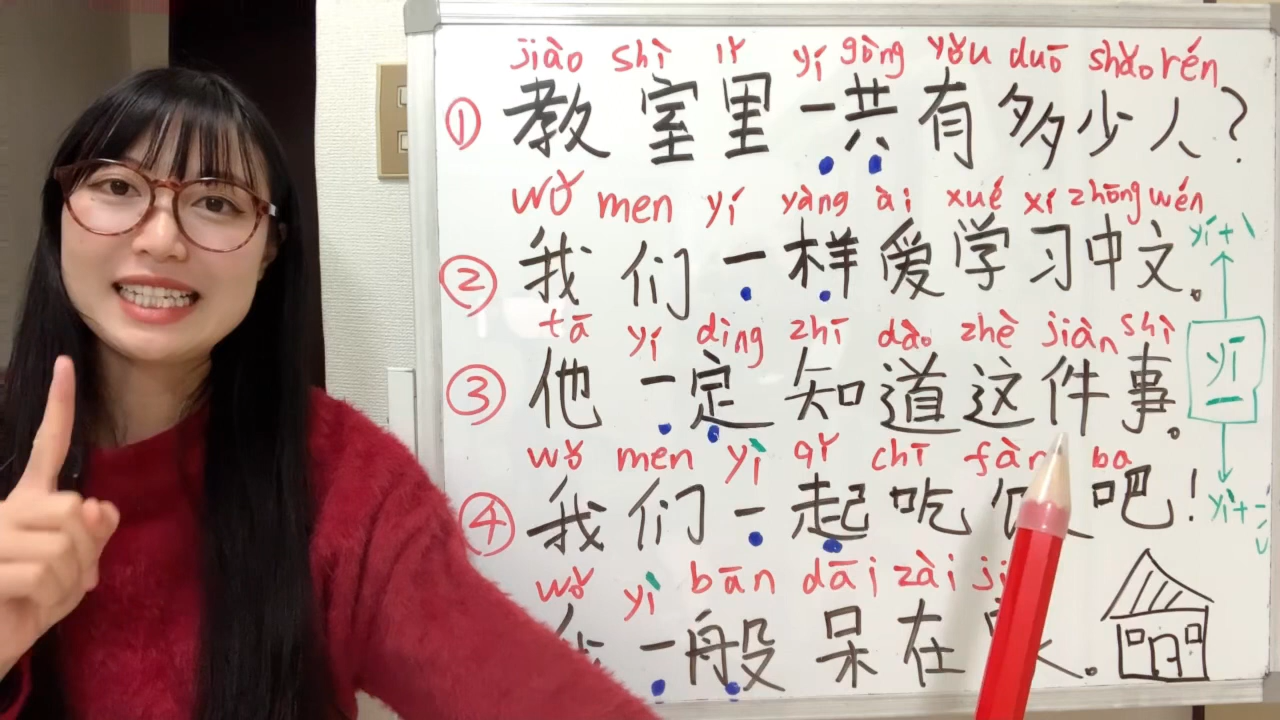 jiào shì lǐ yí gòng yǒu duō shǎo rén
① 教室里一共有多少人？
wǒ men yí yàng ài xué xí zhōng wén
② 我们一样爱学习中文。
tā yí dìng zhī dào zhè jiàn shì
③ 他一定知道这件事。
wǒ men yì qǐ chī fàn ba
④ 我们一起吃吧！
wǒ yì bān dāi zài
一般呆在。
yí+ˋ
yī
一
yì+